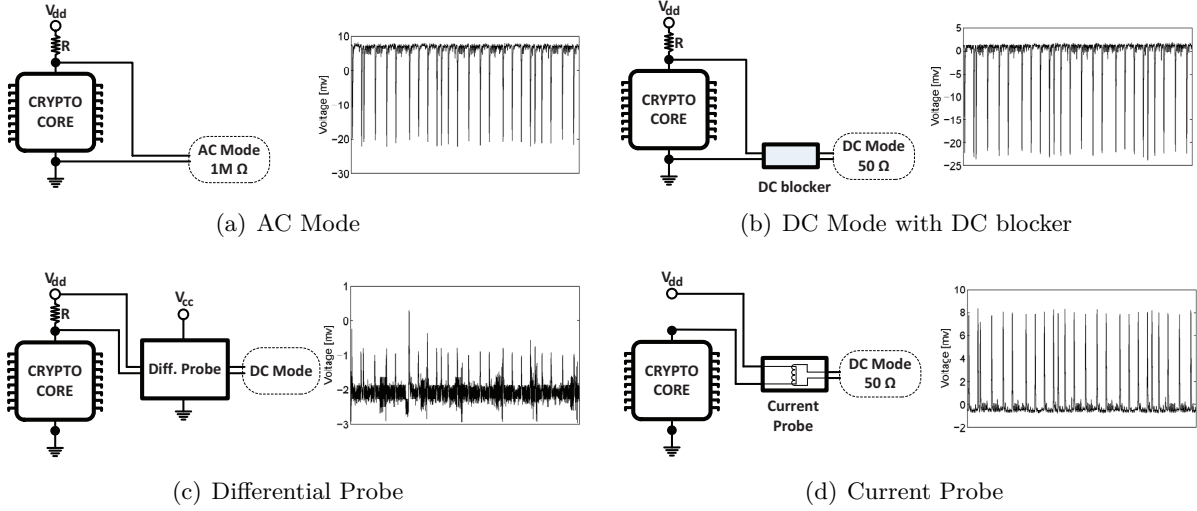 Vdd
R
CRYPTO
CORE
AC Mode
1M Ω
Voltage [mv]
10
0
−10
−20
−30
(a) AC Mode
Vdd
R
CRYPTO
CORE
DC blocker
DC Mode
50 Ω
Voltage [mv]
5
0
−5
−10
−15
−20
−25
(b) DC Mode with DC blocker
Vdd
R
CRYPTO
CORE
Vcc
Diff. Probe
DC Mode
Voltage [mv]
1
0
−1
−2
−3
(c) Differential Probe
Vdd
CRYPTO
CORE
Current
Probe
DC Mode
50 Ω
Voltage [mv]
10
8
6
4
2
0
−2
(d) Current Probe